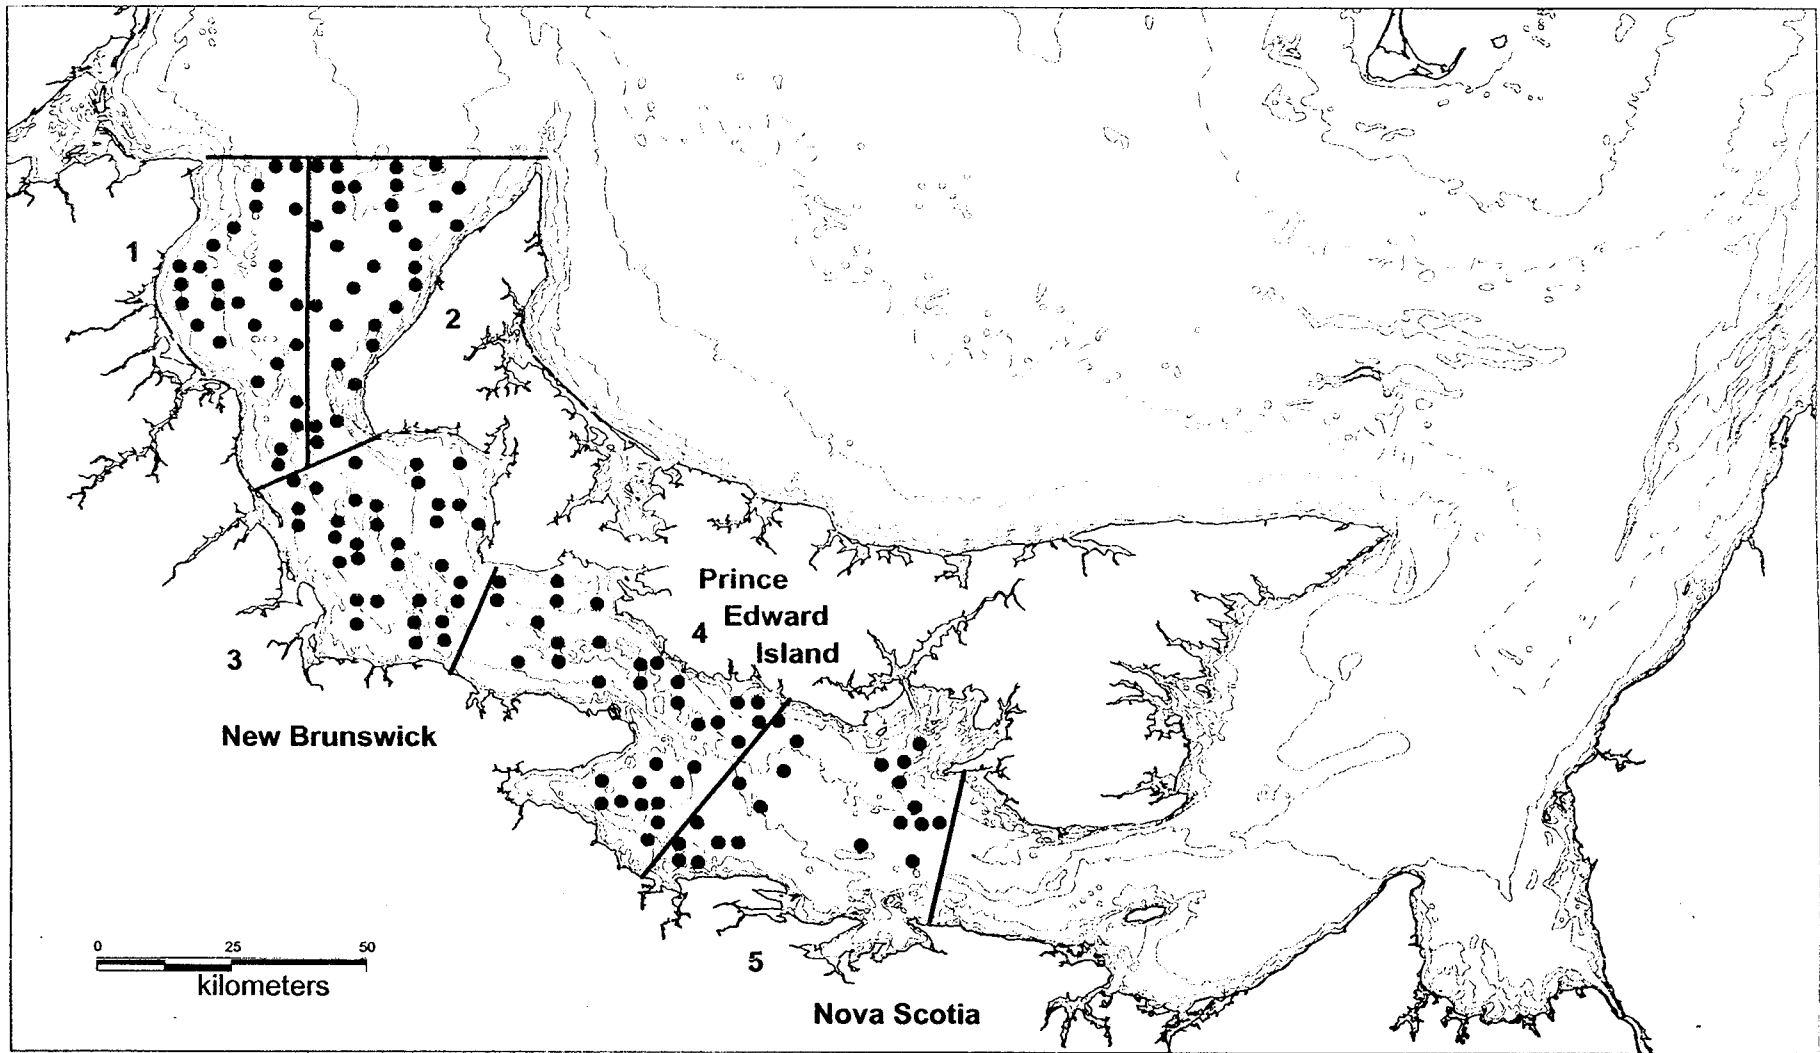 1
2
Prince
Edward
4
Island
3
New Brunswick
0 25 50
kilometers
5
Nova Scotia